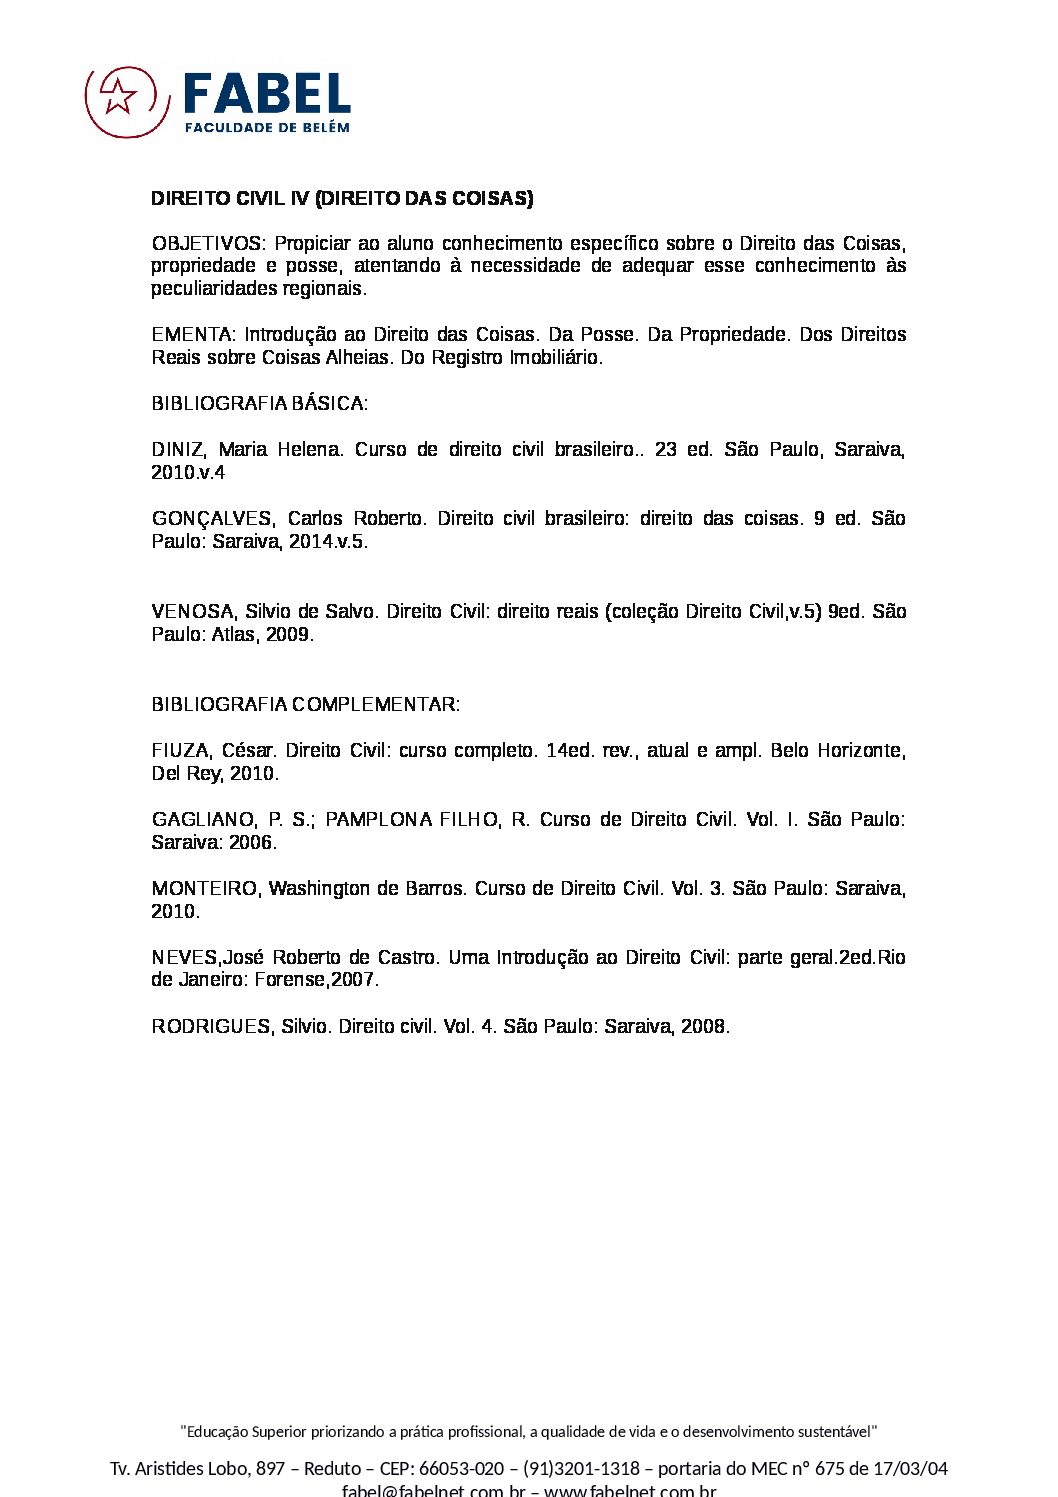 FABEL
FACULDADE DE BELÉM
DIREITO CIVIL IV (DIREITO DAS COISAS)
OBJETIVOS: Propiciar ao aluno conhecimento específico sobre o Direito das Coisas,
propriedade e posse, atentando à necessidade de adequar esse conhecimento às
peculiaridades regionais.
EMENTA: Introdução ao Direito das Coisas. Da Posse. Da Propriedade. Dos Direitos
Reais sobre Coisas Alheias. Do Registro Imobiliário.
BIBLIOGRAFIA BÁSICA:
DINIZ, Maria Helena. Curso de direito civil brasileiro.. 23 ed. São Paulo, Saraiva,
2010.v.4
GONÇALVES, Carlos Roberto. Direito civil brasileiro: direito das coisas. 9 ed. São
Paulo: Saraiva, 2014.v.5.
VENOSA, Silvio de Salvo. Direito Civil: direito reais (coleção Direito Civil,v.5) 9ed. São
Paulo: Atlas, 2009.
BIBLIOGRAFIA COMPLEMENTAR:
FIUZA, César. Direito Civil: curso completo. 14ed. rev., atual e ampl. Belo Horizonte,
Del Rey, 2010.
GAGLIANO, P. S.; PAMPLONA FILHO, R. Curso de Direito Civil. Vol. I. São Paulo:
Saraiva: 2006.
MONTEIRO, Washington de Barros. Curso de Direito Civil. Vol. 3. São Paulo: Saraiva,
2010.
NEVES,José Roberto de Castro. Uma Introdução ao Direito Civil: parte geral.2ed.Rio
de Janeiro: Forense,2007.
RODRIGUES, Silvio. Direito civil. Vol. 4. São Paulo: Saraiva, 2008.
"Educação Superior priorizando a prática profissional, a qualidade de vida e o desenvolvimento sustentável"
Tv. Aristides Lobo, 897 – Reduto – CEP: 66053-020 – (91)3201-1318 – portaria do MEC nº 675 de 17/03/04
fabel@fabelnet.com.br – www.fabelnet.com.br